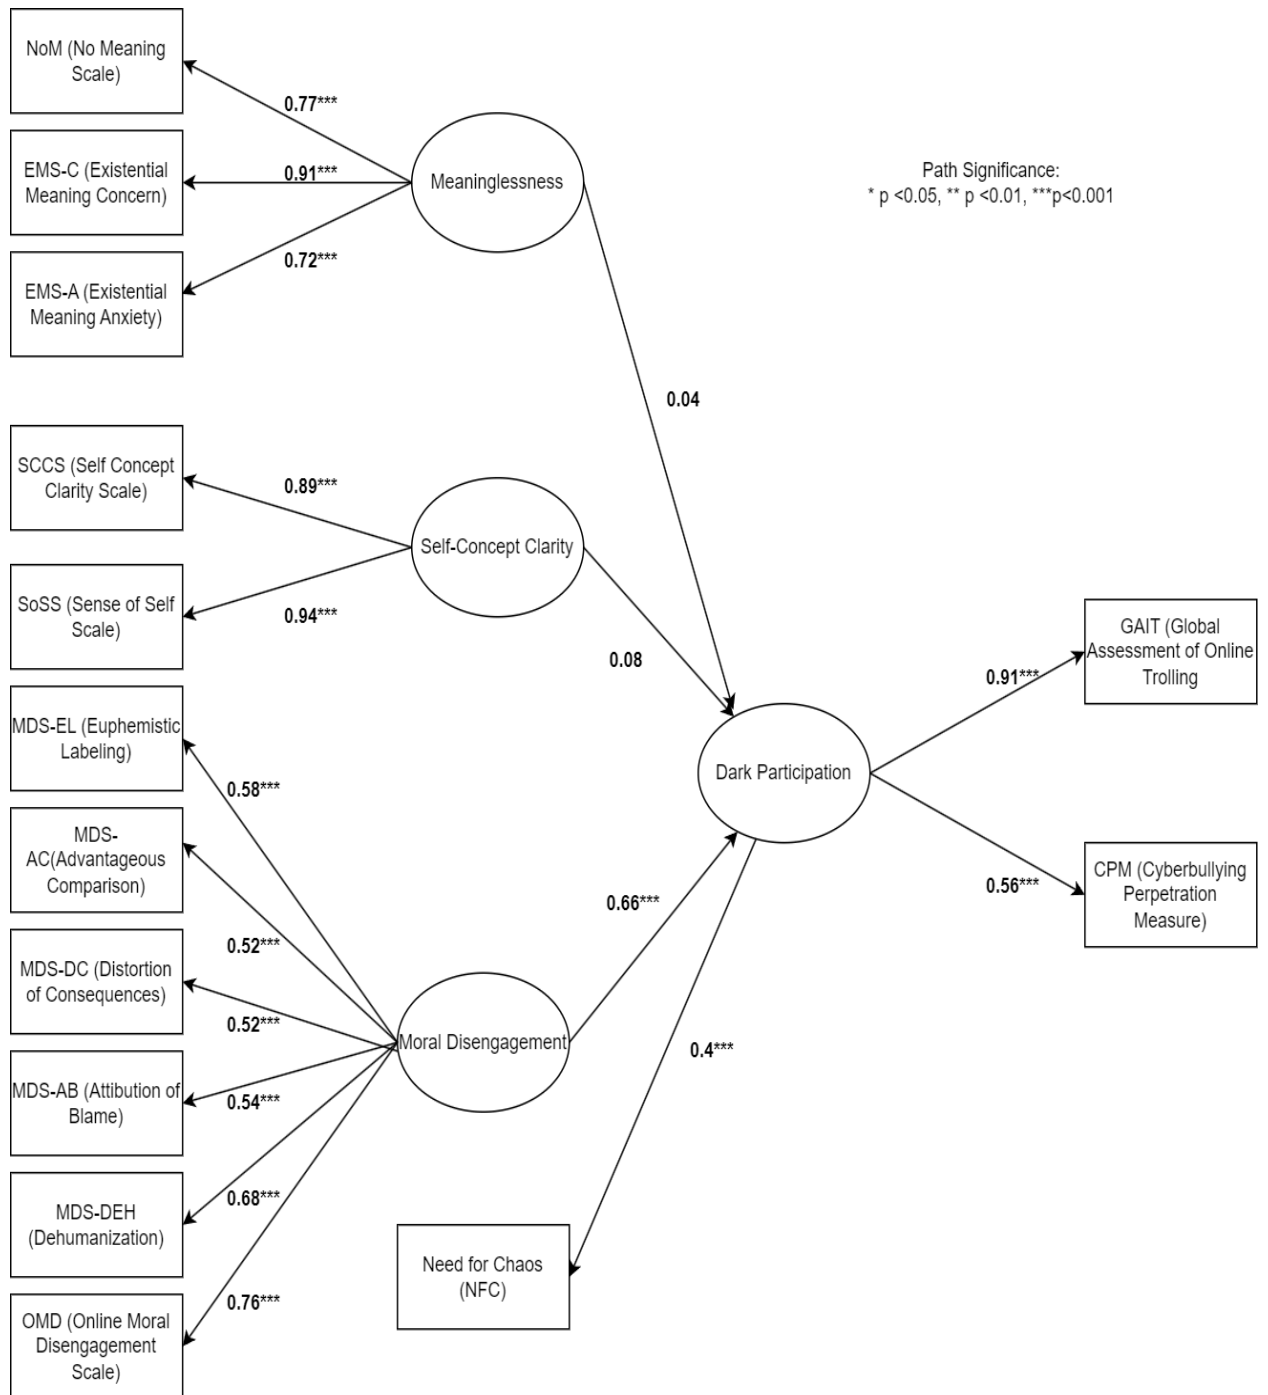 NoM (No Meaning
Scale)
0.77***
EMS-C (Existential
Meaning Concern)
0.91***
Meaninglessness
Path Significance:
* p <0.05, ** p <0.01, ***p<0.001
EMS-A (Existential
Meaning Anxiety)
0.72***
0.04
SCCS (Self Concept
Clarity Scale)
0.89***
Self-Concept Clarity
SoSS (Sense of Self
Scale)
0.94***
0.08
GAIT (Global
Assessment of Online
Trolling
0.91***
MDS-EL (Euphemistic
Labeling)
0.58***
Dark Participation
MDS-
AC(Advantageous
Comparison)
0.52***
CPM (Cyberbullying
Perpetration
Measure)
0.56***
0.66***
MDS-DC (Distortion
of Consequences)
0.52***
Moral Disengagement
0.4***
MDS-AB (Attibution of
Blame)
0.54***
MDS-DEH
(Dehumanization)
0.68***
Need for Chaos
(NFC)
OMD (Online Moral
Disengagement
Scale)
0.76***